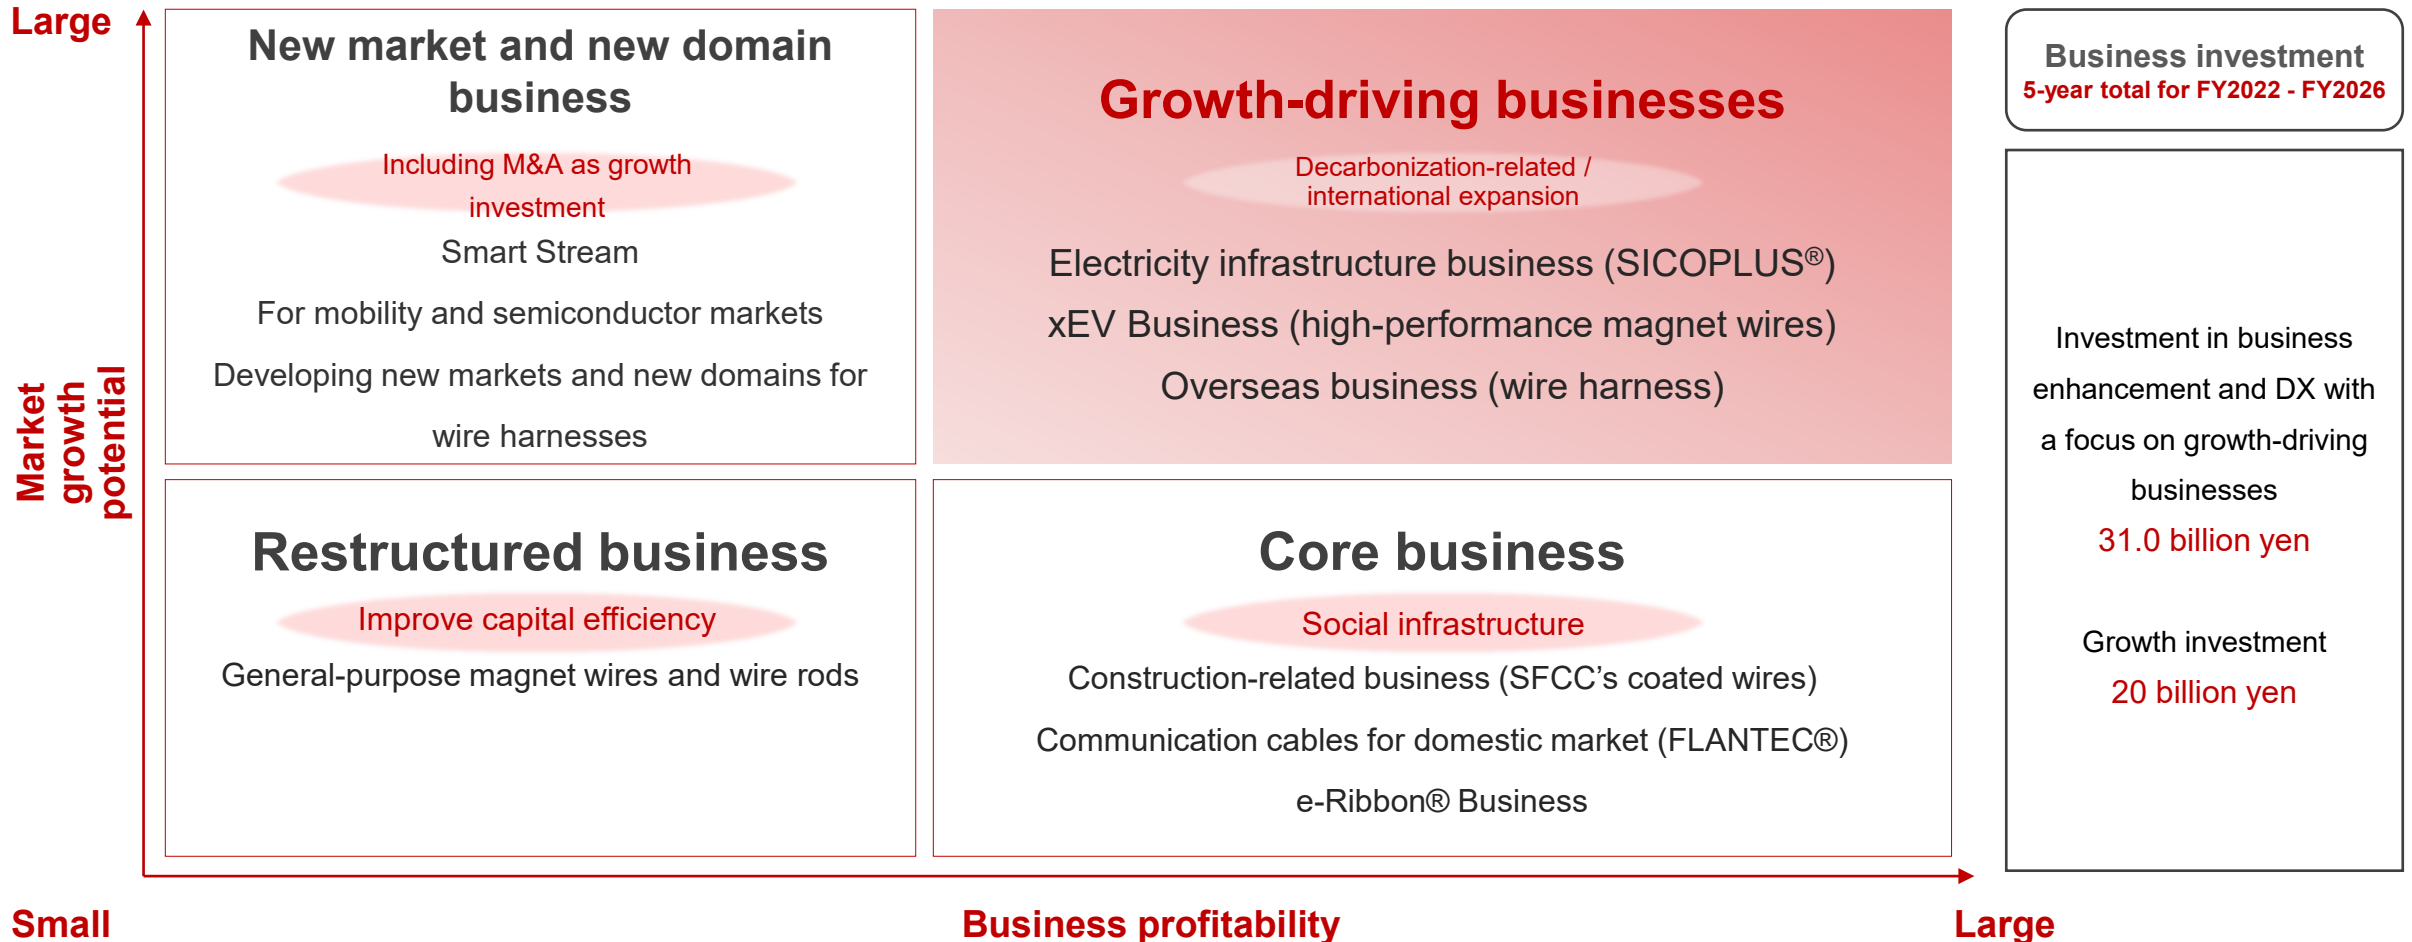 Large
Market
growth
potential
New market and new domain
business
Including M&A as growth
investment
Smart Stream
For mobility and semiconductor markets
Developing new markets and new domains for
wire harnesses
Growth-driving businesses
Decarbonization-related /
international expansion
Electricity infrastructure business (SICOPLUS®)
xEV Business (high-performance magnet wires)
Overseas business (wire harness)
Restructured business
Improve capital efficiency
General-purpose magnet wires and wire rods
Core business
Social infrastructure
Construction-related business (SFCC’s coated wires)
Communication cables for domestic market (FLANTEC®)
e-Ribbon® Business
Small
Business profitability
Large
Business investment
5-year total for FY2022 - FY2026
Investment in business
enhancement and DX with
a focus on growth-driving
businesses
31.0 billion yen
Growth investment
20 billion yen